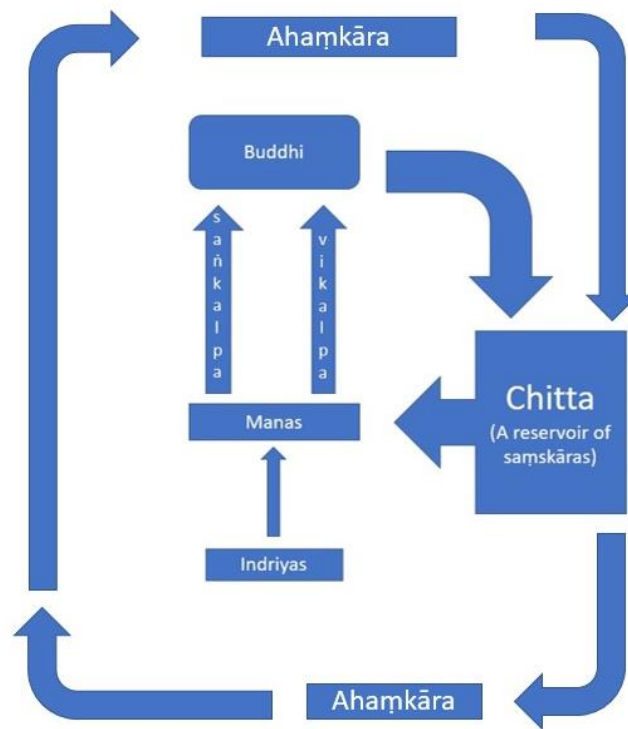 Ahaṃkāra
Buddhi
saṅkalpa
vikalpa
Chitta
(A reservoir of
saṃskāras)
Manas
Indriyas
Ahaṃkāra